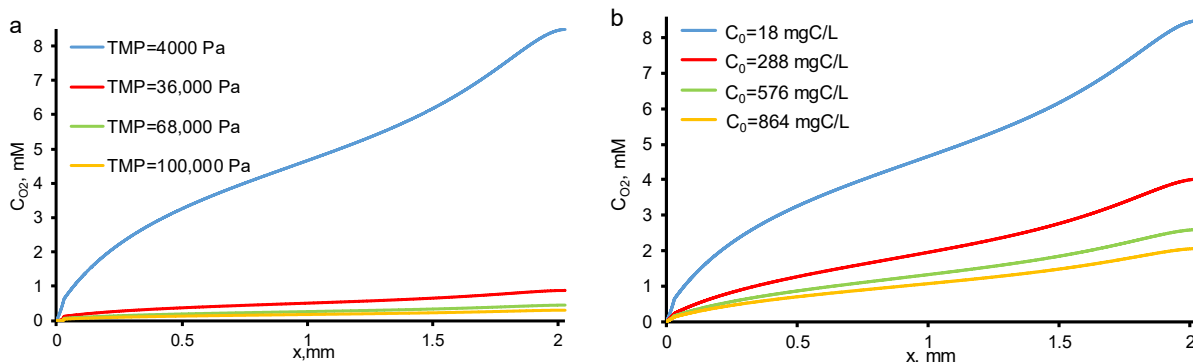 a
TMP=4000 Pa
TMP=36,000 Pa
TMP=68,000 Pa
TMP=100,000 Pa
C_O2, mM
8
7
6
5
4
3
2
1
0
0 0.5 1 1.5 2
x,mm
b
C₀=18 mgC/L
C₀=288 mgC/L
C₀=576 mgC/L
C₀=864 mgC/L
C_O2, mM
8
7
6
5
4
3
2
1
0
0 0.5 1 1.5 2
x, mm